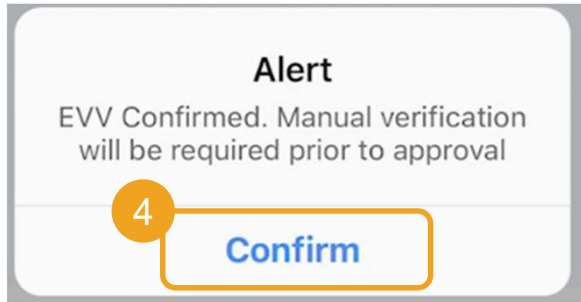 Alert
EVV Confirmed. Manual verification
will be required prior to approval
4
Confirm